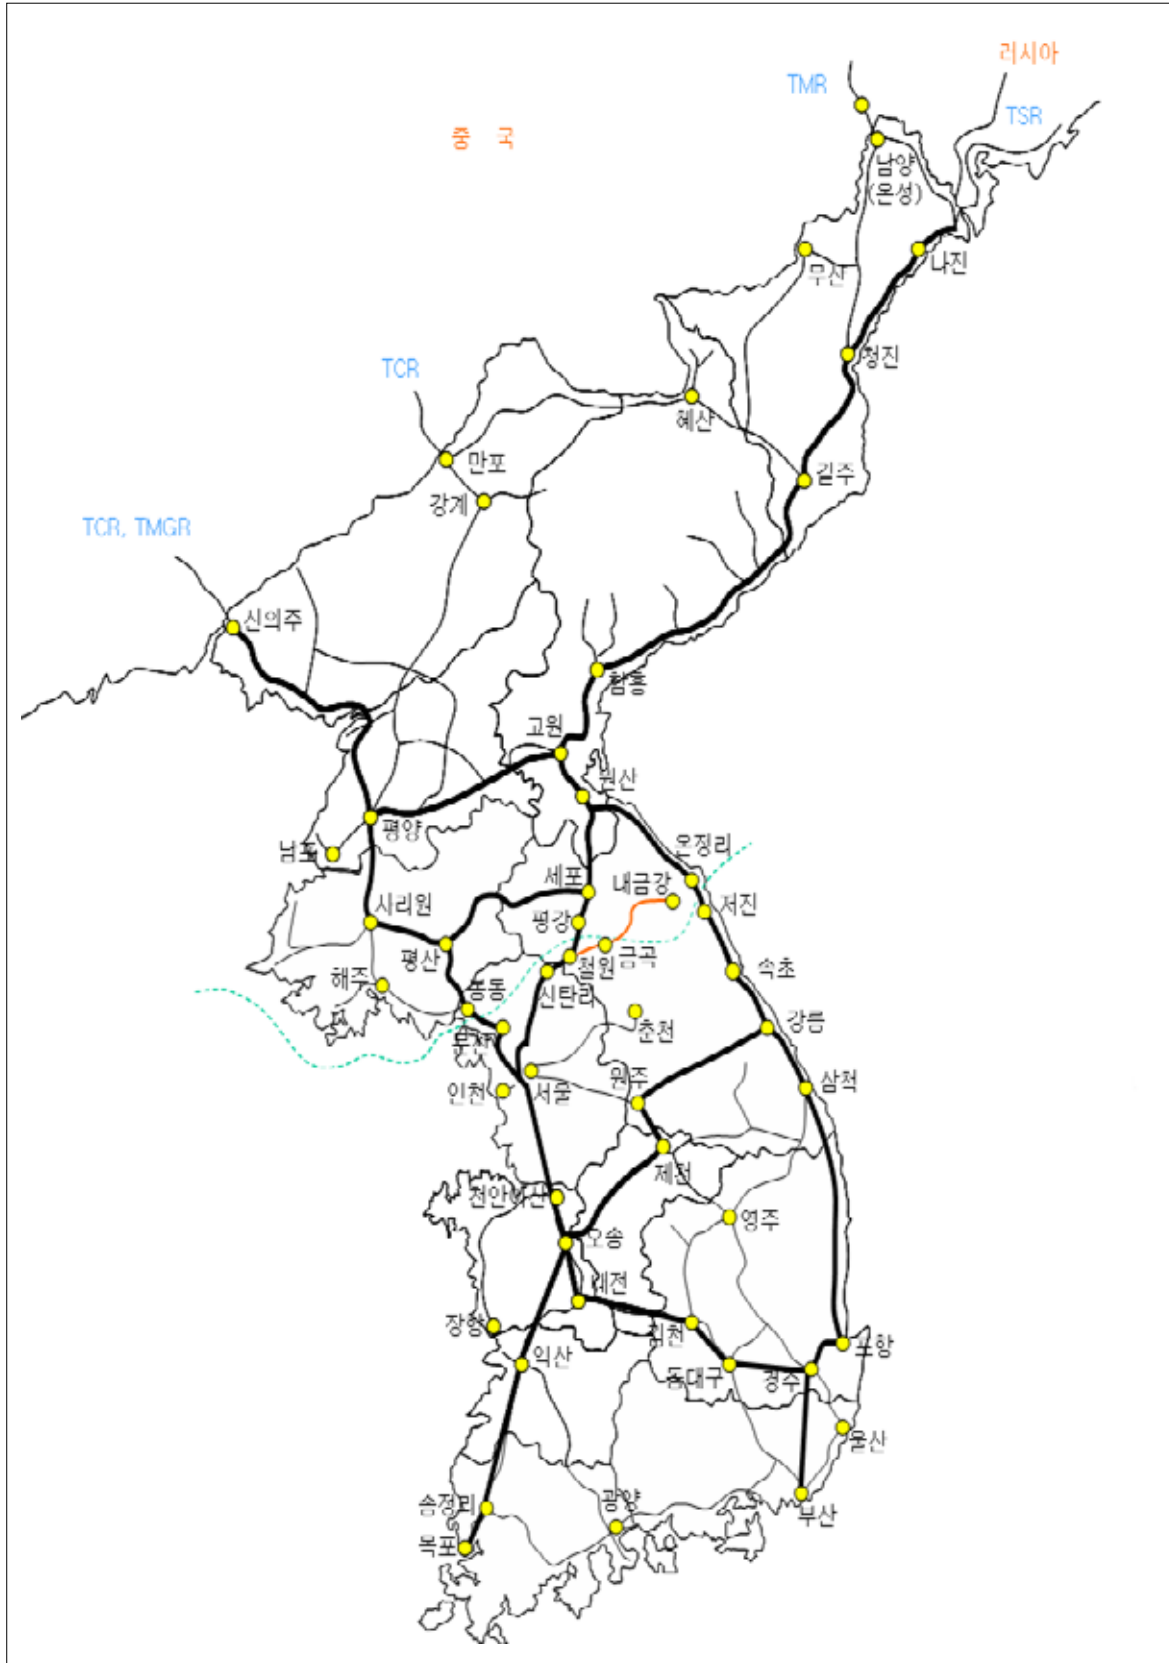 러시아
TMR
TSR
중 국
남양
(온성)
나진
무산
청진
TCR
혜산
만포
길주
강계
TCR, TMGR
신의주
함흥
고원
원산
평양
남포
온정리
세포
내금강
저진
사리원
평강
평산
금곡
철원
속초
해주
신탄리
봉동
문산
춘천
강릉
원주
삼척
인천
서울
제천
천안아산
영주
오송
대전
장항
김천
포항
익산
동대구
경주
울산
송정리
광양
부산
목포